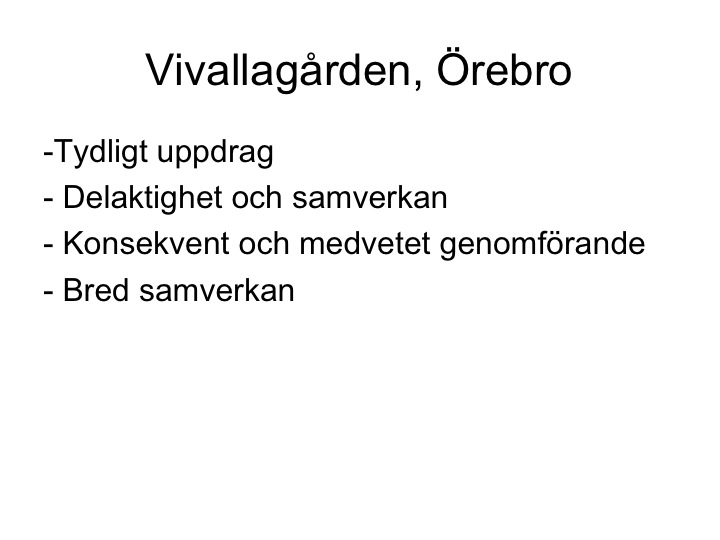 Vivallagården, Örebro
-Tydligt uppdrag
- Delaktighet och samverkan
- Konsekvent och medvetet genomförande
- Bred samverkan